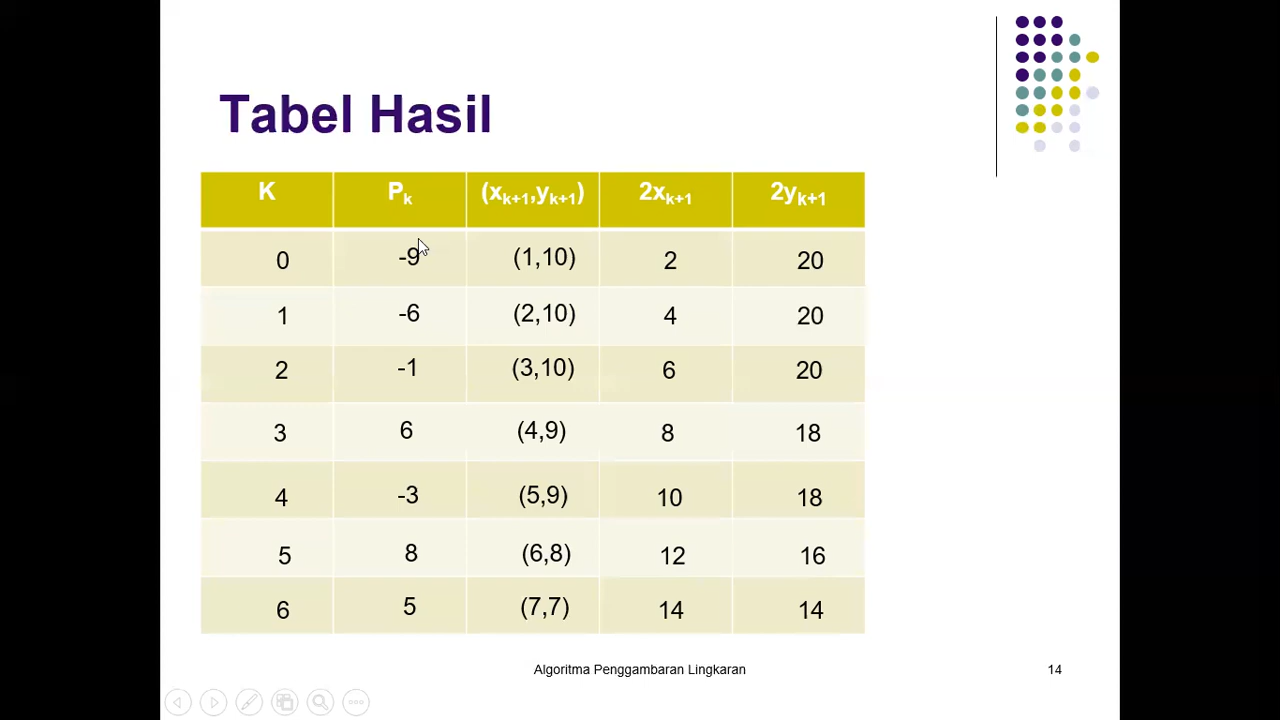 Tabel Hasil
K Pk (xk+1,yk+1) 2xk+1 2yk+1
0 -9 (1,10) 2 20
1 -6 (2,10) 4 20
2 -1 (3,10) 6 20
3 6 (4,9) 8 18
4 -3 (5,9) 10 18
5 8 (6,8) 12 16
6 5 (7,7) 14 14
Algoritma Penggambaran Lingkaran 14